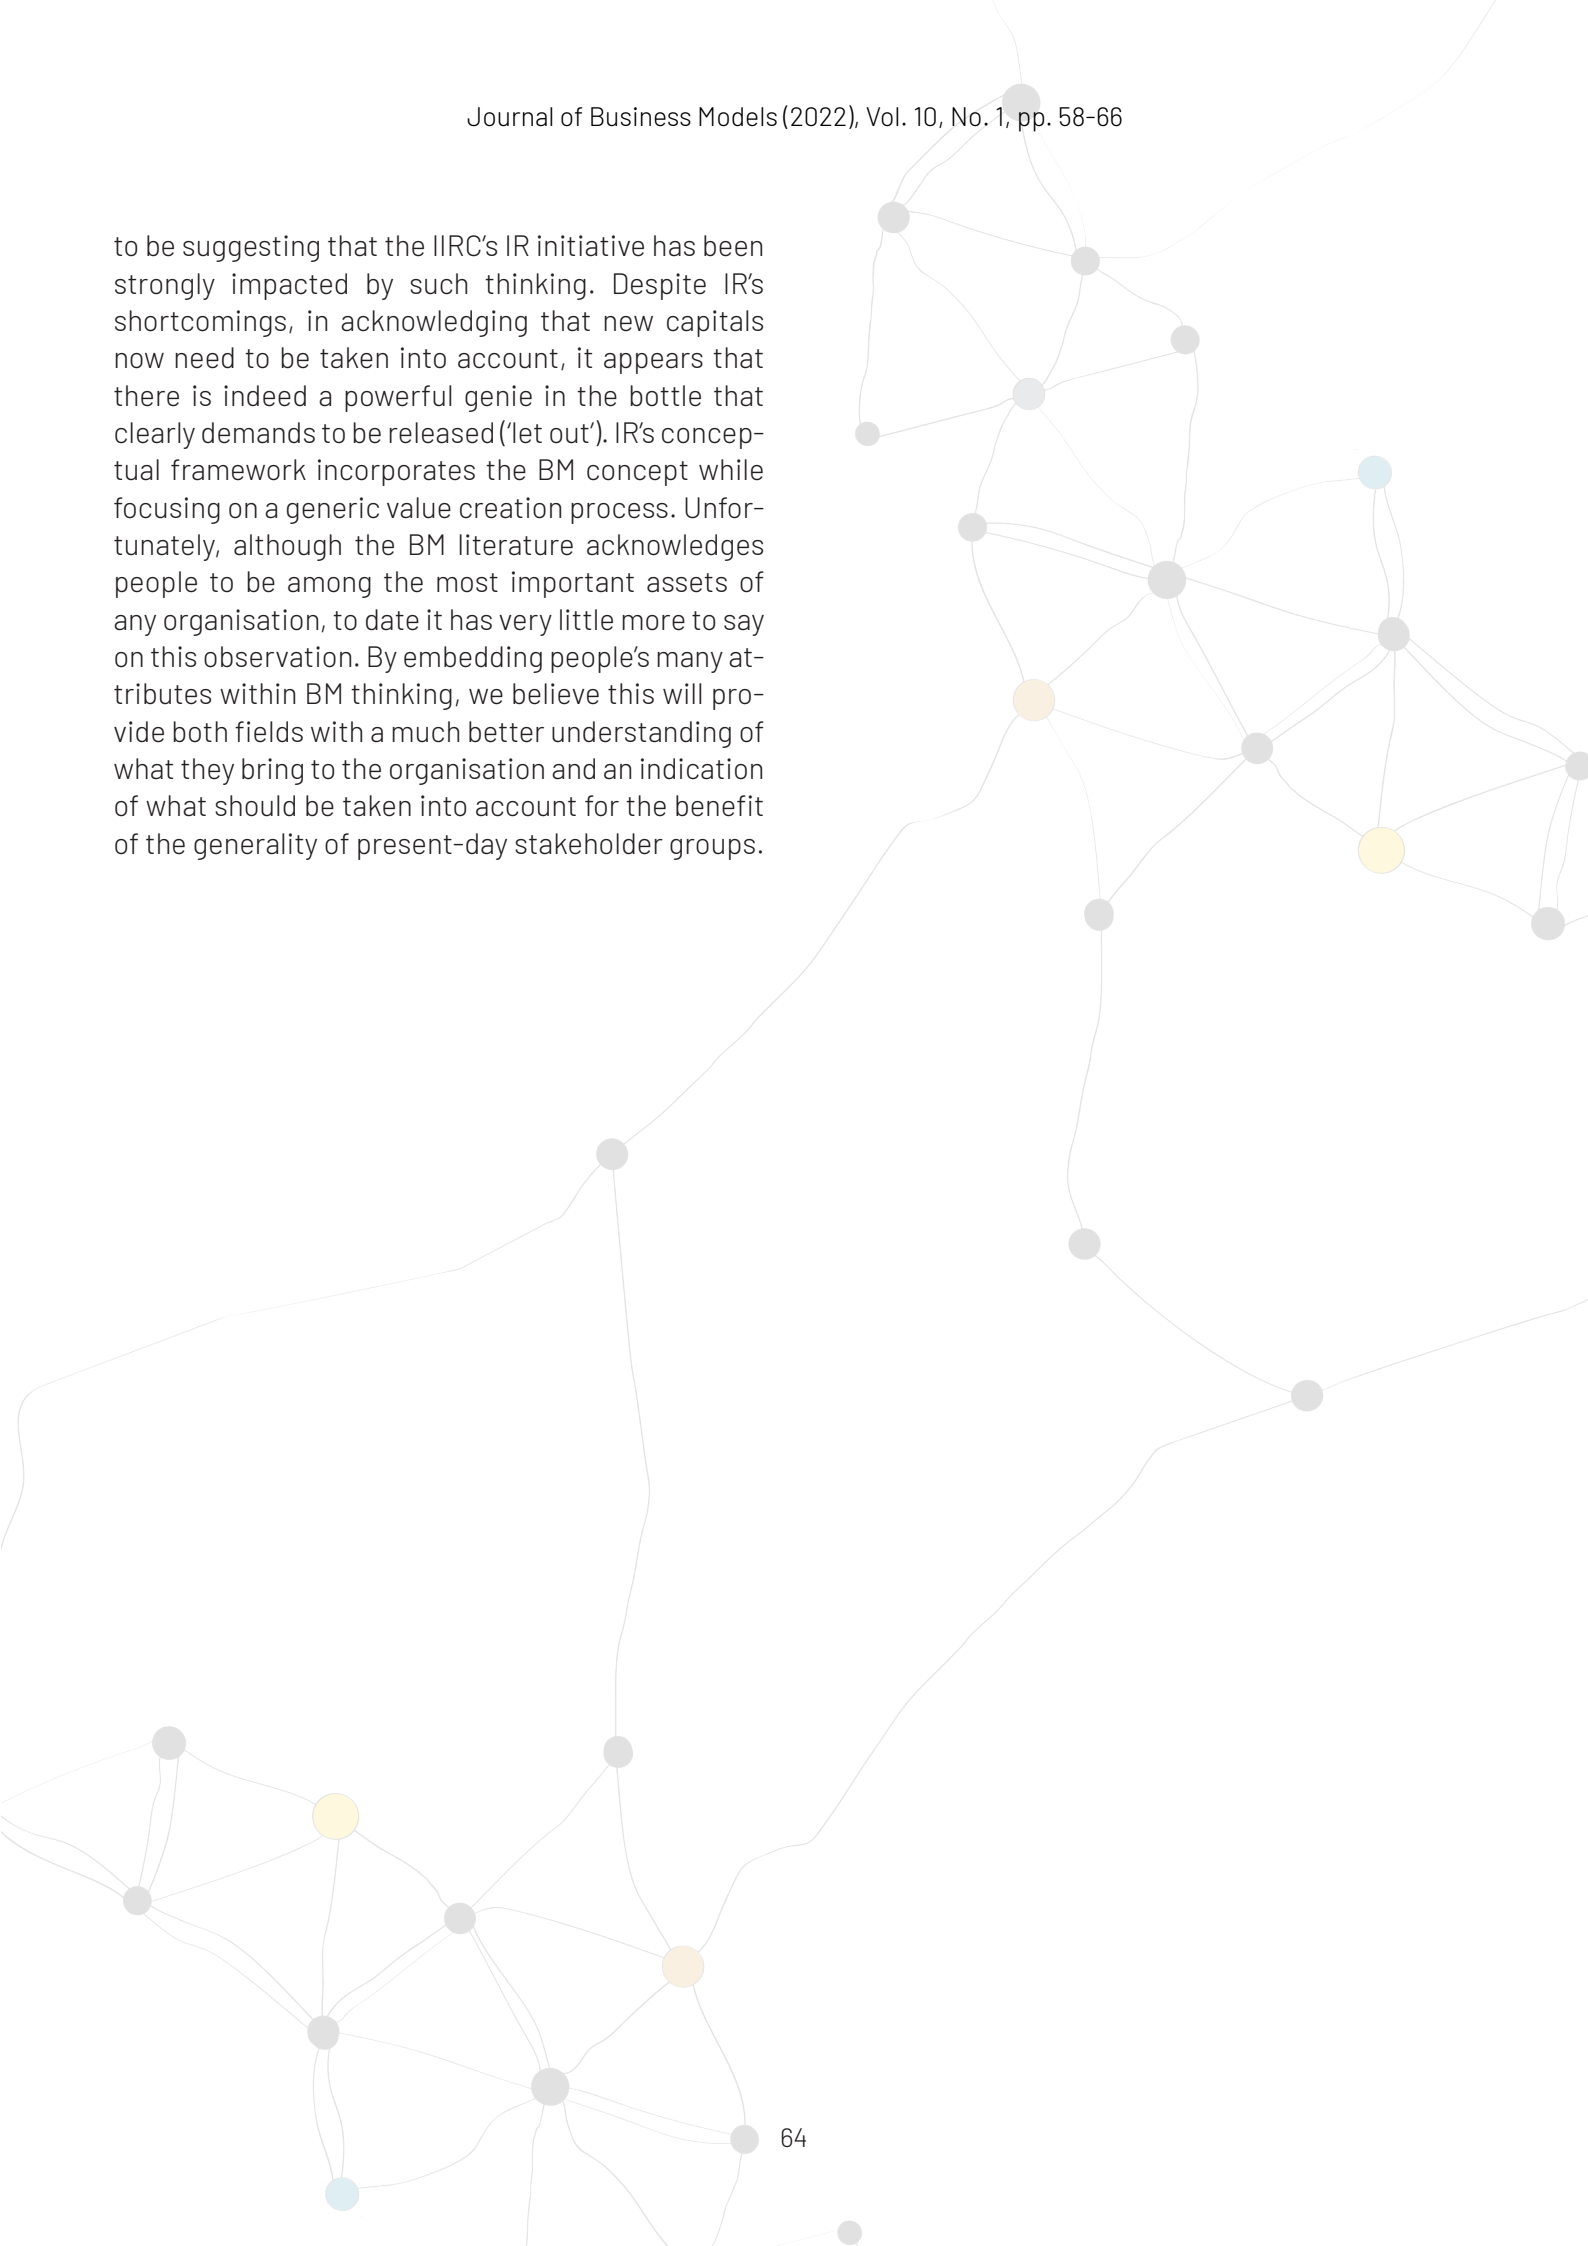 Journal of Business Models (2022), Vol. 10, No. 1, pp. 58-66
to be suggesting that the IIRC’s IR initiative has been
strongly impacted by such thinking. Despite IR’s
shortcomings, in acknowledging that new capitals
now need to be taken into account, it appears that
there is indeed a powerful genie in the bottle that
clearly demands to be released (‘let out’). IR’s concep-
tual framework incorporates the BM concept while
focusing on a generic value creation process. Unfor-
tunately, although the BM literature acknowledges
people to be among the most important assets of
any organisation, to date it has very little more to say
on this observation. By embedding people’s many at-
tributes within BM thinking, we believe this will pro-
vide both fields with a much better understanding of
what they bring to the organisation and an indication
of what should be taken into account for the benefit
of the generality of present-day stakeholder groups.
64